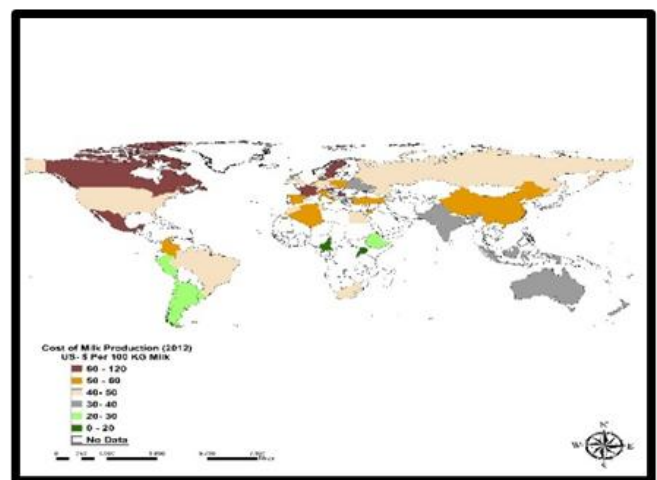 Cost of Milk Production (2012)
US- $ Per 100 KG Milk
60 - 120
50 - 60
40- 50
30 - 40
20- 30
0 - 20
No Data
N
W
E
0